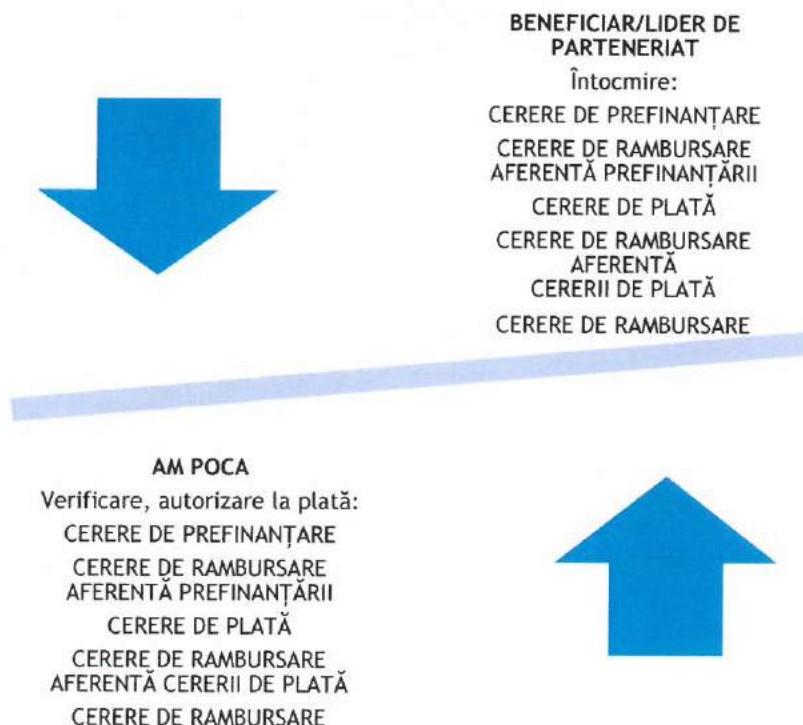 BENEFICIAR/LIDER DE
PARTENERIAT
Întocmire:
CERERE DE PREFINANȚARE
CERERE DE RAMBURSARE
AFERENTĂ PREFINANȚĂRII
CERERE DE PLATĂ
CERERE DE RAMBURSARE
AFERENTĂ
CERERII DE PLATĂ
CERERE DE RAMBURSARE
AM POCA
Verificare, autorizare la plată:
CERERE DE PREFINANȚARE
CERERE DE RAMBURSARE
AFERENTĂ PREFINANȚĂRII
CERERE DE PLATĂ
CERERE DE RAMBURSARE
AFERENTĂ CERERII DE PLATĂ
CERERE DE RAMBURSARE